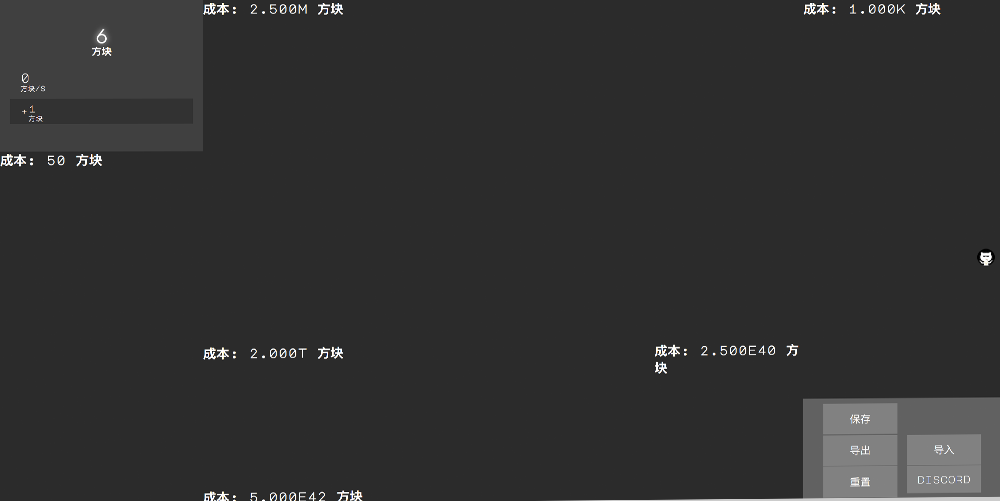 6
方块
0
方块/S
+1
方块
成本: 50 方块
成本: 2.500M 方块
成本: 1.000K 方块
成本: 2.000T 方块
成本: 2.500E40 方
块
成本: 5.000E42 方块
保存
导出
导入
重置
DISCORD